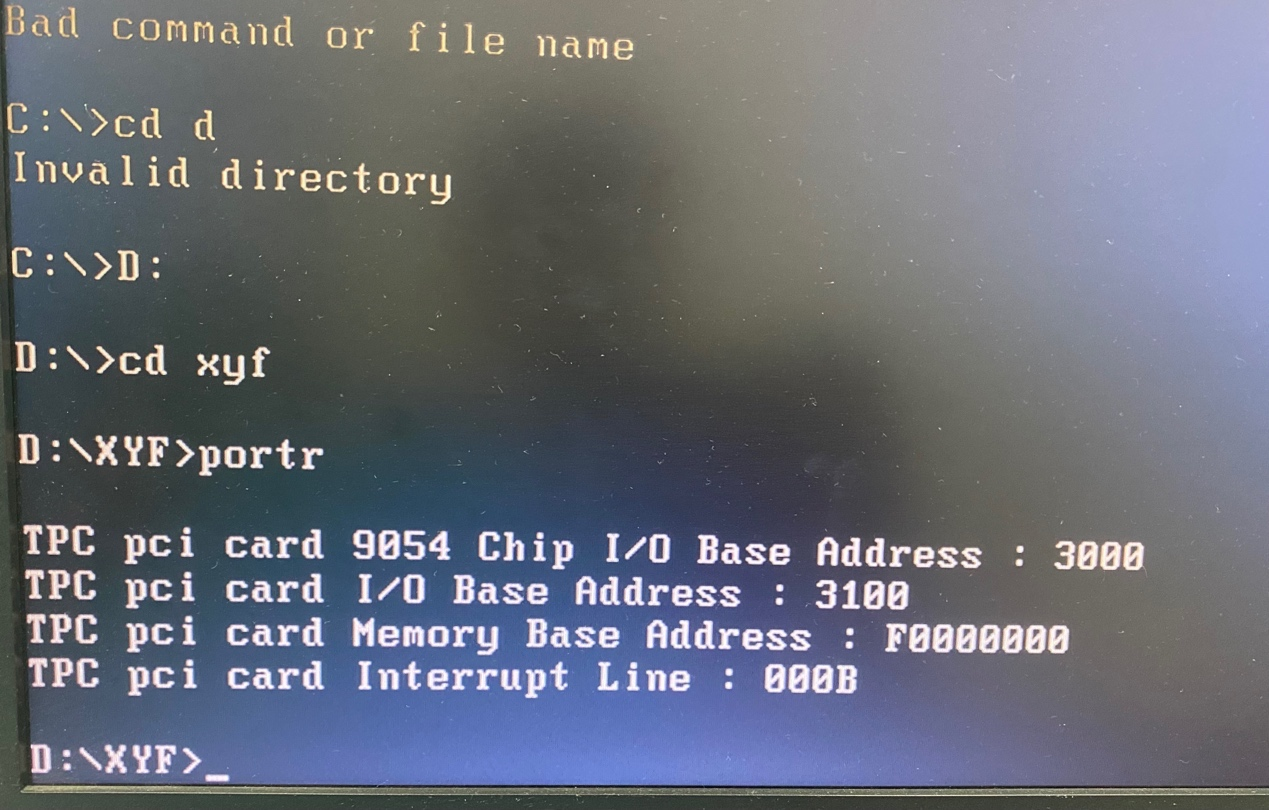 Bad command or file name
C:\>cd d
Invalid directory
C:\>D:
D:\>cd xyf
D:\XYF>portr
TPC pci card 9054 Chip I/O Base Address : 3000
TPC pci card I/O Base Address : 3100
TPC pci card Memory Base Address : F0000000
TPC pci card Interrupt Line : 000B
D:\XYF>_